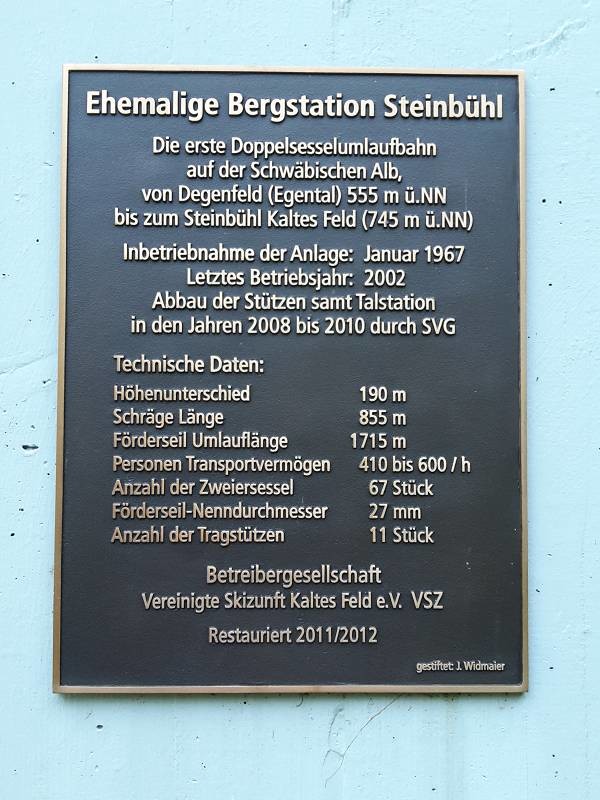 Ehemalige Bergstation Steinbühl
Die erste Doppelsesselumlaufbahn
auf der Schwäbischen Alb,
von Degenfeld (Egental) 555 m ü.NN
bis zum Steinbühl Kaltes Feld (745 m ü.NN)
Inbetriebnahme der Anlage: Januar 1967
Letztes Betriebsjahr: 2002
Abbau der Stützen samt Talstation
in den Jahren 2008 bis 2010 durch SVG
Technische Daten:
Höhenunterschied 190 m
Schräge Länge 855 m
Förderseil Umlauflänge 1715 m
Personen Transportvermögen 410 bis 600 / h
Anzahl der Zweiersessel 67 Stück
Förderseil-Nenndurchmesser 27 mm
Anzahl der Tragstützen 11 Stück
Betreibergesellschaft
Vereinigte Skizunft Kaltes Feld e.V. VSZ
Restauriert 2011/2012
gestiftet: J. Widmaier